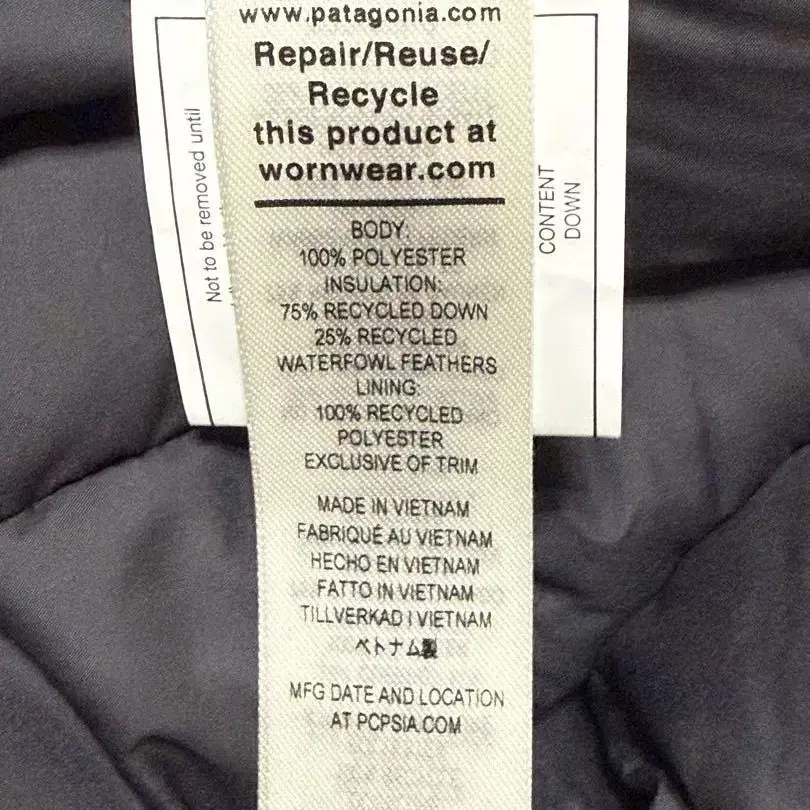 www.patagonia.com
Repair/Reuse/
Recycle
this product at
wornwear.com
BODY:
100% POLYESTER
INSULATION:
75% RECYCLED DOWN
25% RECYCLED
WATERFOWL FEATHERS
LINING:
100% RECYCLED
POLYESTER
EXCLUSIVE OF TRIM
MADE IN VIETNAM
FABRIQUÉ AU VIETNAM
HECHO EN VIETNAM
FATTO IN VIETNAM
TILLVERKAD I VIETNAM
ベトナム製
MFG DATE AND LOCATION
AT PCPSIA.COM
Not to be removed until
CONTENT
DOWN